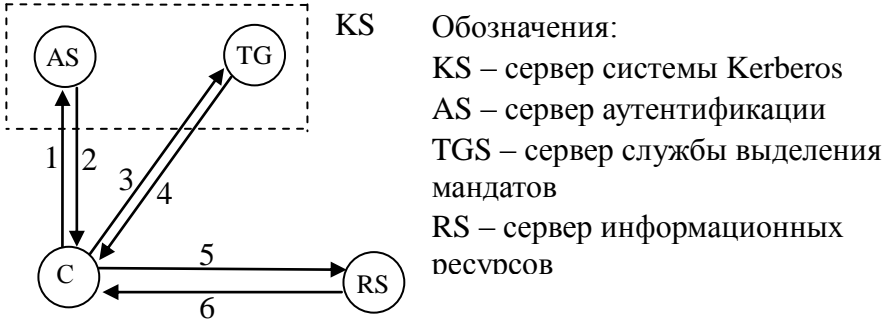 AS
TG
KS
1
2
3
4
5
6
C
RS
Обозначения:
KS – сервер системы Kerberos
AS – сервер аутентификации
TGS – сервер службы выделения
мандатов
RS – сервер информационных
ресурсов